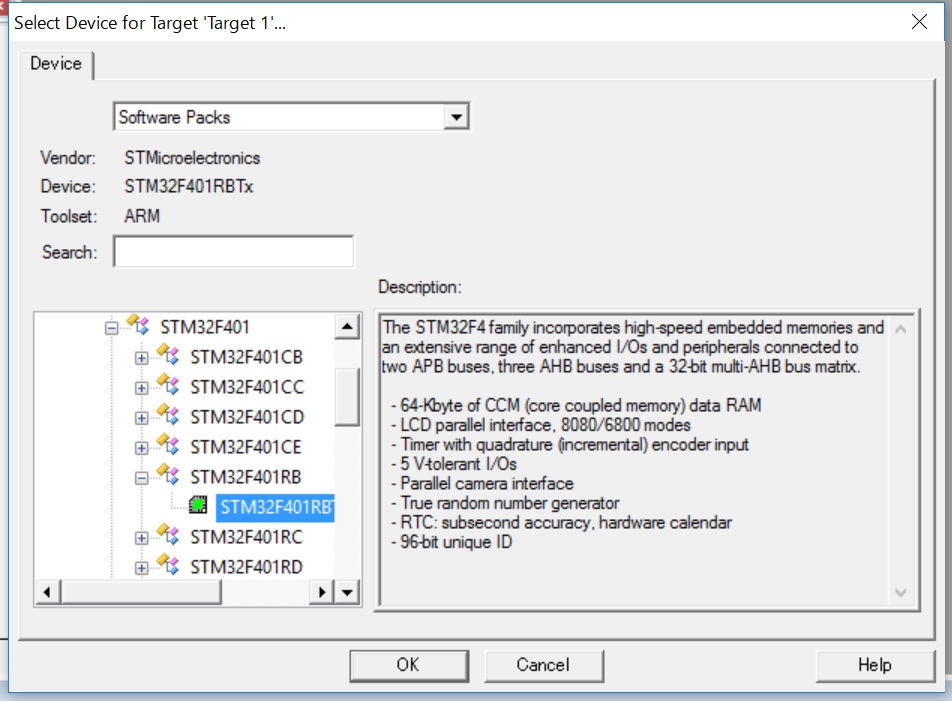 Select Device for Target 'Target 1'...
Device
Software Packs
Vendor: STMicroelectronics
Device: STM32F401RBTx
Toolset: ARM
Search:
Description:
STM32F401
STM32F401CB
STM32F401CC
STM32F401CD
STM32F401CE
STM32F401RB
STM32F401RBT
STM32F401RC
STM32F401RD
The STM32F4 family incorporates high-speed embedded memories and
an extensive range of enhanced I/Os and peripherals connected to
two APB buses, three AHB buses and a 32-bit multi-AHB bus matrix.
- 64-Kbyte of CCM (core coupled memory) data RAM
- LCD parallel interface, 8080/6800 modes
- Timer with quadrature (incremental) encoder input
- 5 V-tolerant I/Os
- Parallel camera interface
- True random number generator
- RTC: subsecond accuracy, hardware calendar
- 96-bit unique ID
OK
Cancel
Help